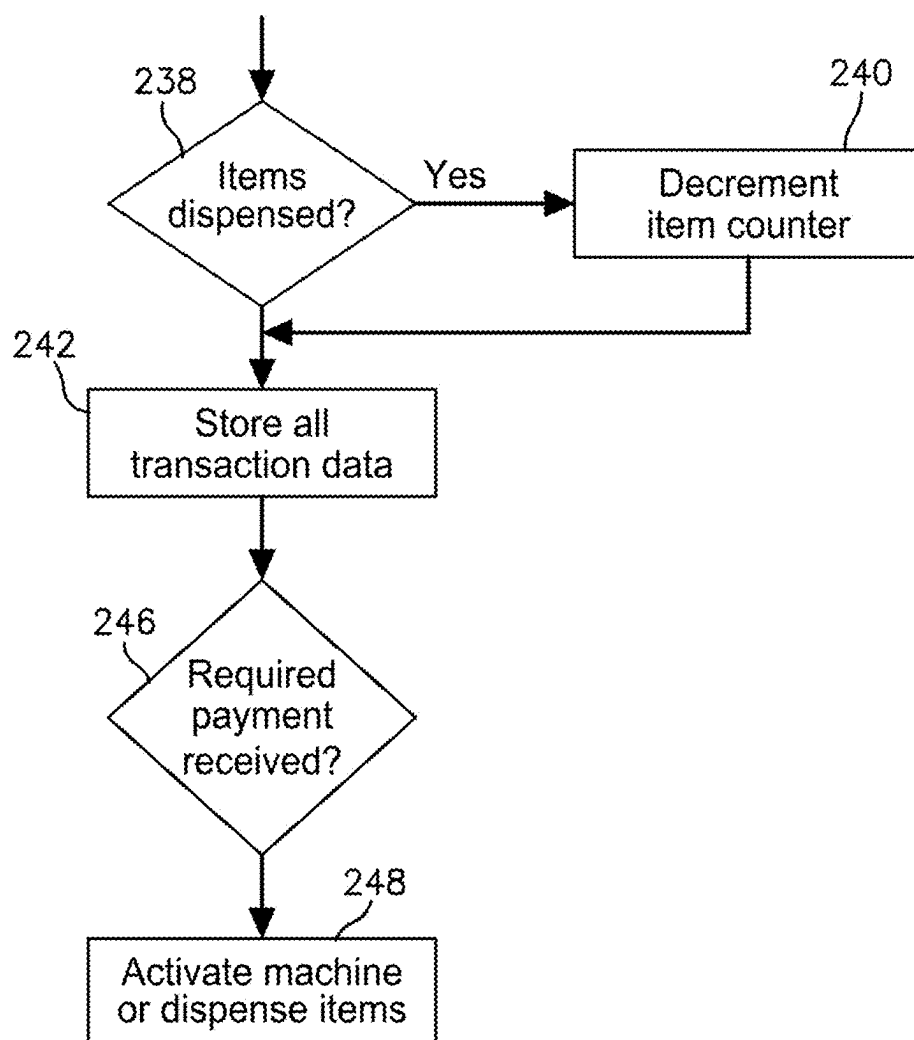 238
Items
dispensed?
Yes
240
Decrement
item counter
242
Store all
transaction data
246
Required
payment
received?
248
Activate machine
or dispense items